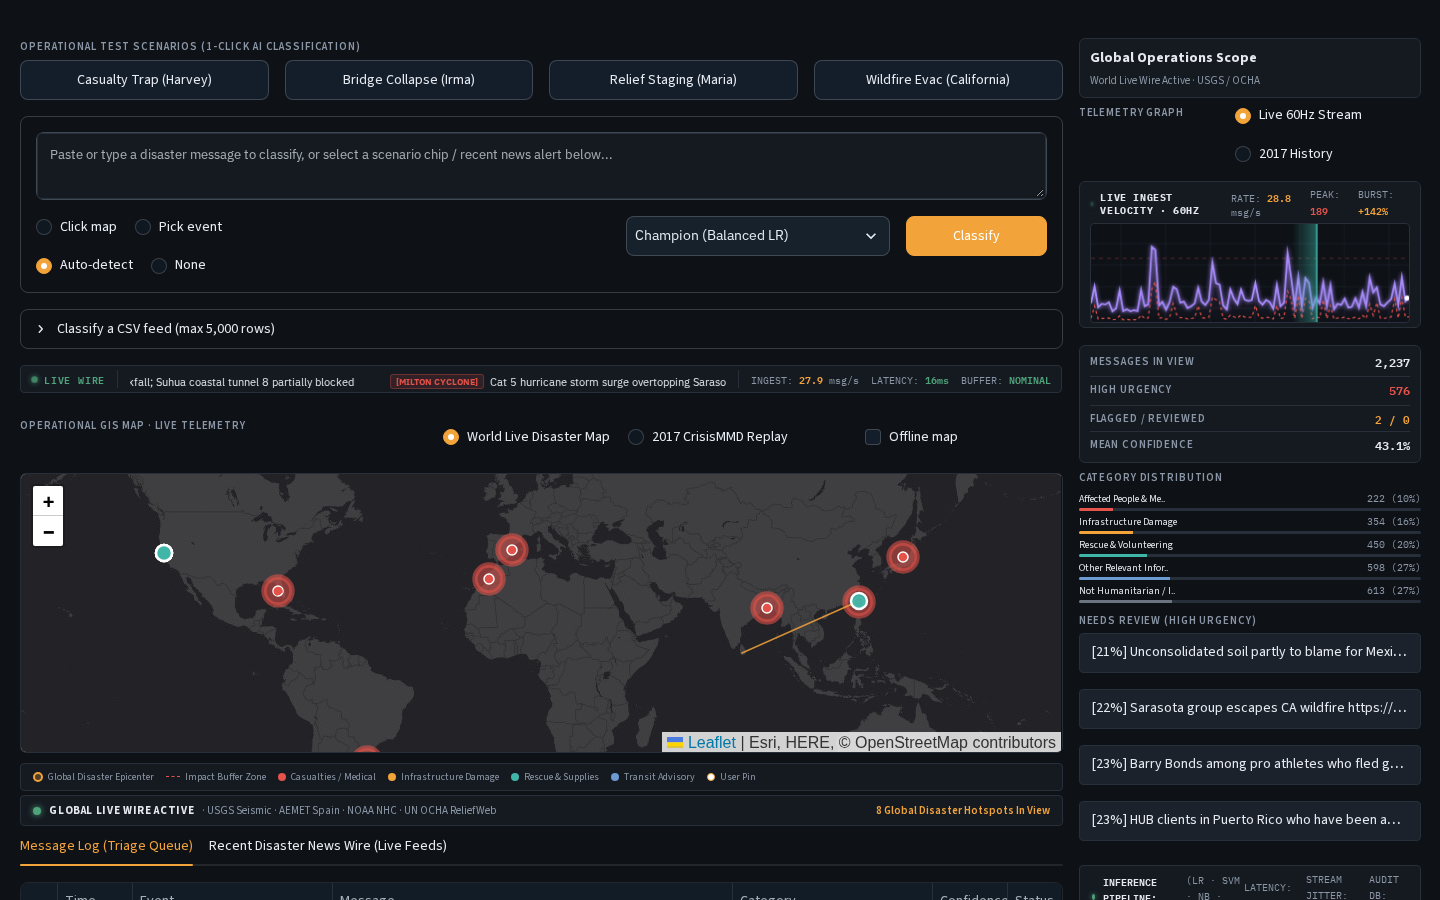 OPERATIONAL TEST SCENARIOS (1-CLICK AI CLASSIFICATION)
Casualty Trap (Harvey)
Bridge Collapse (Irma)
Relief Staging (Maria)
Wildfire Evac (California)
Paste or type a disaster message to classify, or select a scenario chip / recent news alert below...
Click map
Pick event
Auto-detect
None
Champion (Balanced LR)
Classify
Classify a CSV feed (max 5,000 rows)
LIVE WIRE
fall; Suhua coastal tunnel 8 partially blocked
[MILTON CYCLONE] Cat 5 hurricane storm surge overtopping Saraso
INGEST: 27.9 msg/s LATENCY: 16ms BUFFER: NOMINAL
OPERATIONAL GIS MAP · LIVE TELEMETRY
World Live Disaster Map
2017 CrisisMMD Replay
Offline map
+
−
Leaflet | Esri, HERE, © OpenStreetMap contributors
Global Disaster Epicenter
Impact Buffer Zone
Casualties / Medical
Infrastructure Damage
Rescue & Supplies
Transit Advisory
User Pin
GLOBAL LIVE WIRE ACTIVE · USGS Seismic · AEMET Spain · NOAA NHC · UN OCHA ReliefWeb
8 Global Disaster Hotspots In View
Message Log (Triage Queue)
Recent Disaster News Wire (Live Feeds)
Time
Event
Message
Category
Confidence
Status
Global Operations Scope
World Live Wire Active · USGS / OCHA
TELEMETRY GRAPH
Live 60Hz Stream
2017 History
LIVE INGEST
VELOCITY · 60HZ
RATE: 28.8
msg/s
PEAK:
189
BURST:
+142%
MESSAGES IN VIEW 2,237
HIGH URGENCY 576
FLAGGED / REVIEWED 2 / 0
MEAN CONFIDENCE 43.1%
CATEGORY DISTRIBUTION
Affected People & Me.. 222 (10%)
Infrastructure Damage 354 (16%)
Rescue & Volunteering 450 (20%)
Other Relevant Infor.. 598 (27%)
Not Humanitarian / I.. 613 (27%)
NEEDS REVIEW (HIGH URGENCY)
[21%] Unconsolidated soil partly to blame for Mexi...
[22%] Sarasota group escapes CA wildfire https://...
[23%] Barry Bonds among pro athletes who fled g...
[23%] HUB clients in Puerto Rico who have been a...
INFERENCE
PIPELINE:
(LR · SVM
· NB ·
LATENCY:
STREAM
JITTER:
AUDIT
DB: